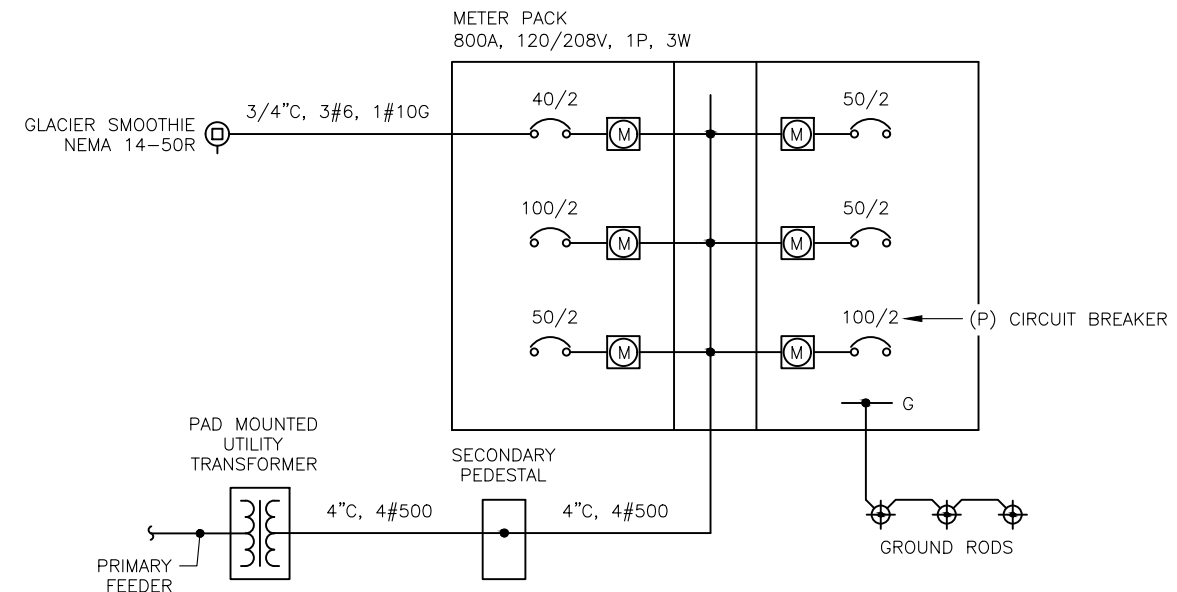 METER PACK
800A, 120/208V, 1P, 3W
GLACIER SMOOTHIE
NEMA 14-50R
3/4"C, 3#6, 1#10G
40/2
M
M
50/2
100/2
M
M
50/2
50/2
M
M
100/2
(P) CIRCUIT BREAKER
G
PAD MOUNTED
UTILITY
TRANSFORMER
SECONDARY
PEDESTAL
4"C, 4#500
4"C, 4#500
PRIMARY
FEEDER
GROUND RODS